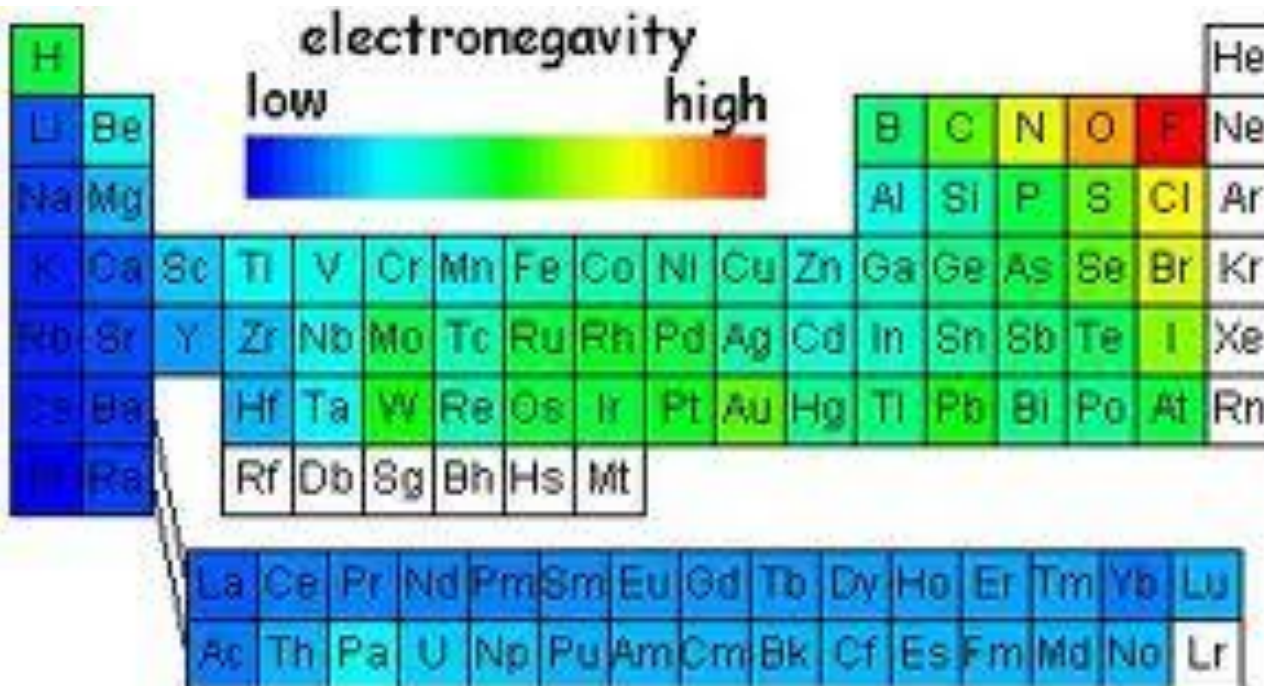 electronegavity
low high
H He
Li Be B C N O F Ne
Na Mg Al Si P S Cl Ar
K Ca Sc Ti V Cr Mn Fe Co Ni Cu Zn Ga Ge As Se Br Kr
Rb Sr Y Zr Nb Mo Tc Ru Rh Pd Ag Cd In Sn Sb Te I Xe
Cs Ba Hf Ta W Re Os Ir Pt Au Hg Tl Pb Bi Po At Rn
Ra Rf Db Sg Bh Hs Mt
La Ce Pr Nd Pm Sm Eu Gd Tb Dy Ho Er Tm Yb Lu
Ac Th Pa U Np Pu Am Cm Bk Cf Es Fm Md No Lr